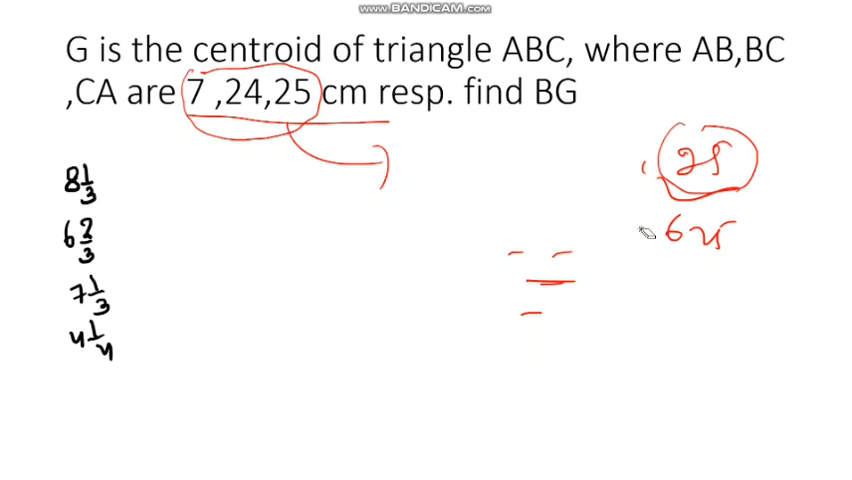 www.BANDICAM.com
G is the centroid of triangle ABC, where AB,BC
,CA are 7 ,24,25 cm resp. find BG
25
8 1/3
625
6 2/3
7 1/3
4 1/4